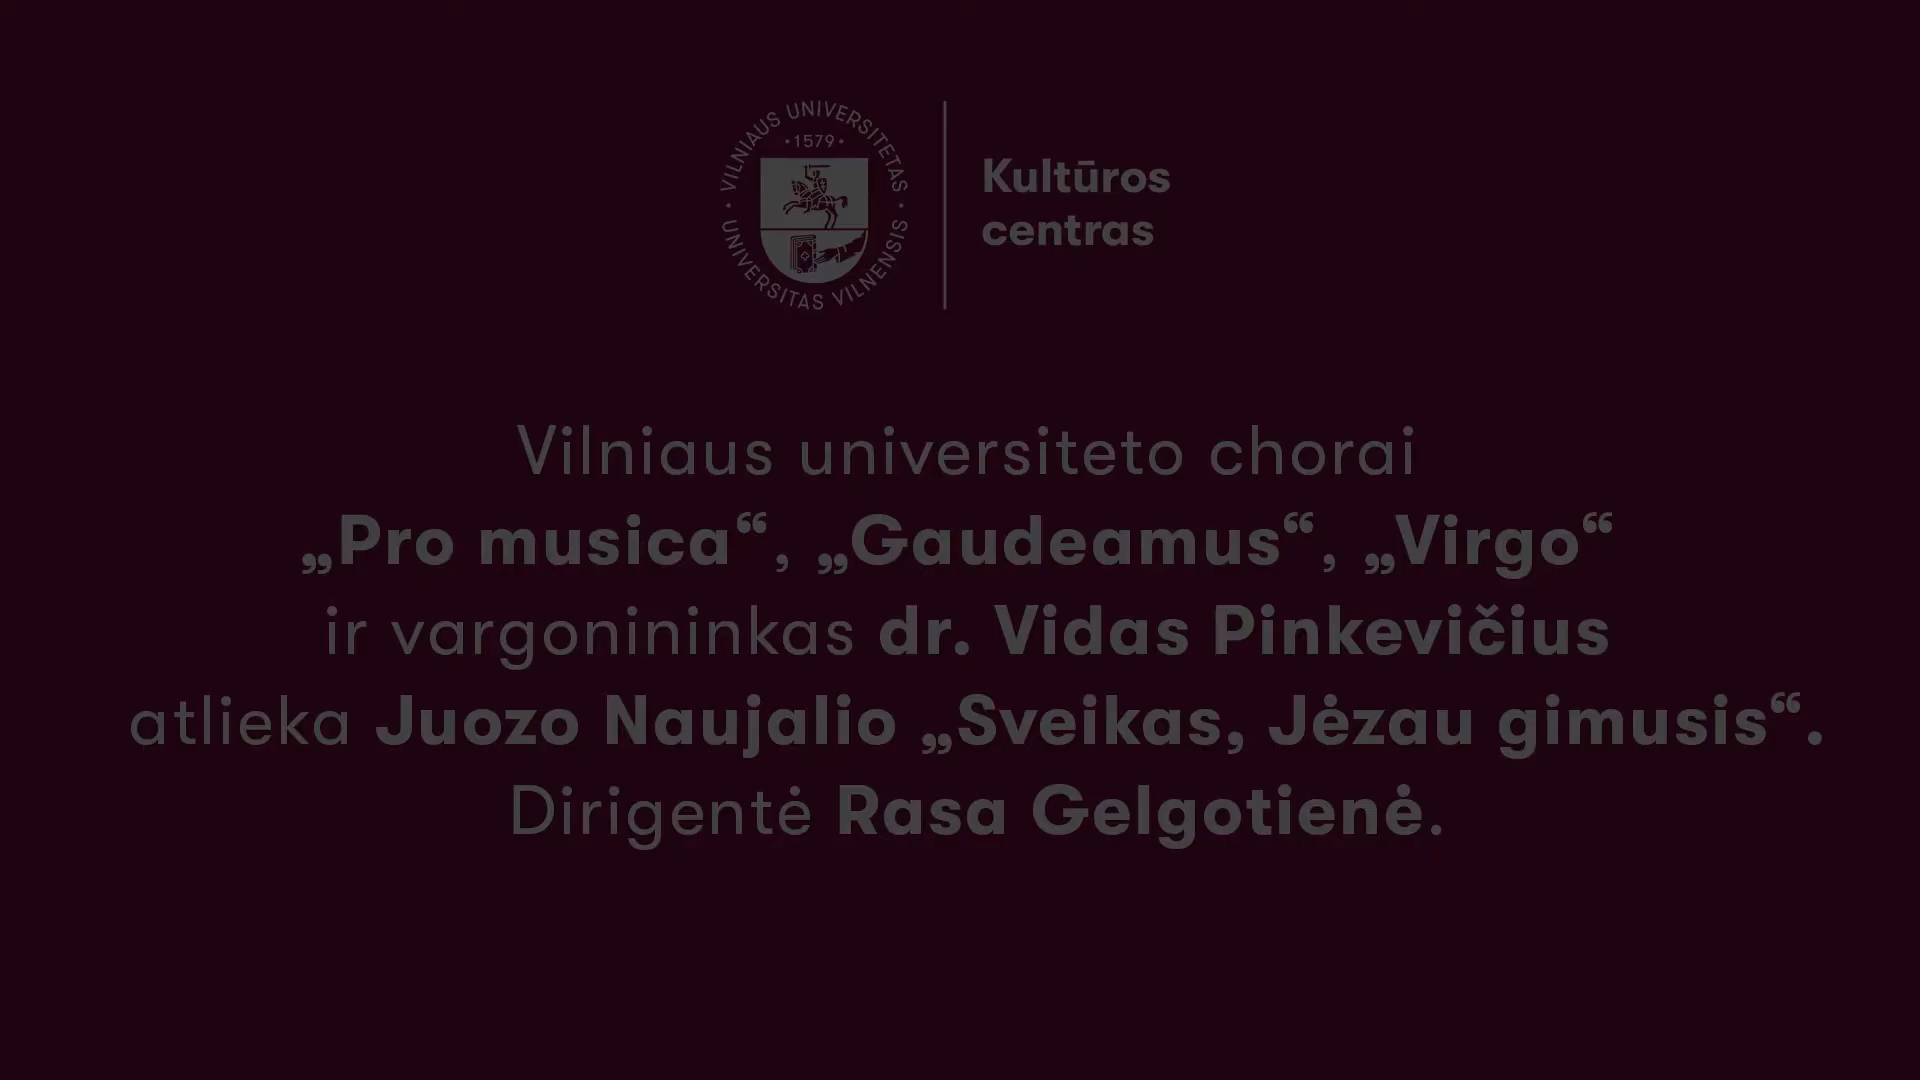 VILNIAUS UNIVERSITETAS
1579
UNIVERSITAS VILNENSIS
Kultūros
centras
Vilniaus universiteto chorai
„Pro musica“, „Gaudeamus“, „Virgo“
ir vargonininkas dr. Vidas Pinkevičius
atlieka Juozo Naujalio „Sveikas, Jėzau gimusis“.
Dirigentė Rasa Gelgotienė.